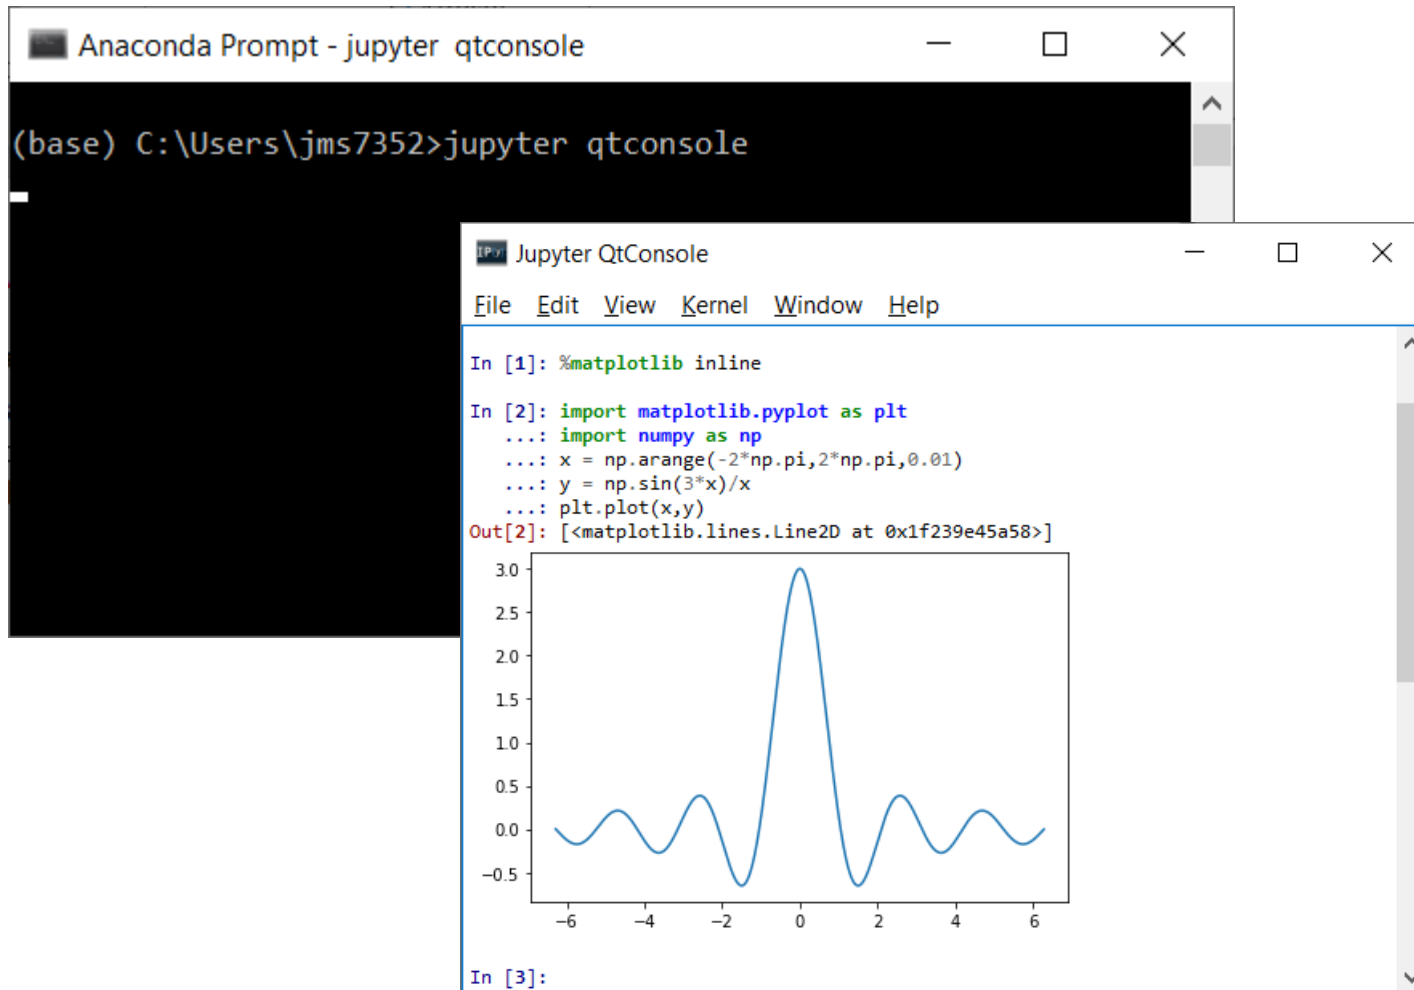 Anaconda Prompt - jupyter  qtconsole
(base) C:\Users\jms7352>jupyter qtconsole
Jupyter QtConsole
File Edit View Kernel Window Help
In [1]: %matplotlib inline
In [2]: import matplotlib.pyplot as plt
...: import numpy as np
...: x = np.arange(-2*np.pi,2*np.pi,0.01)
...: y = np.sin(3*x)/x
...: plt.plot(x,y)
Out[2]: [<matplotlib.lines.Line2D at 0x1f239e45a58>]
3.0
2.5
2.0
1.5
1.0
0.5
0.0
−0.5
−6 −4 −2 0 2 4 6
In [3]: